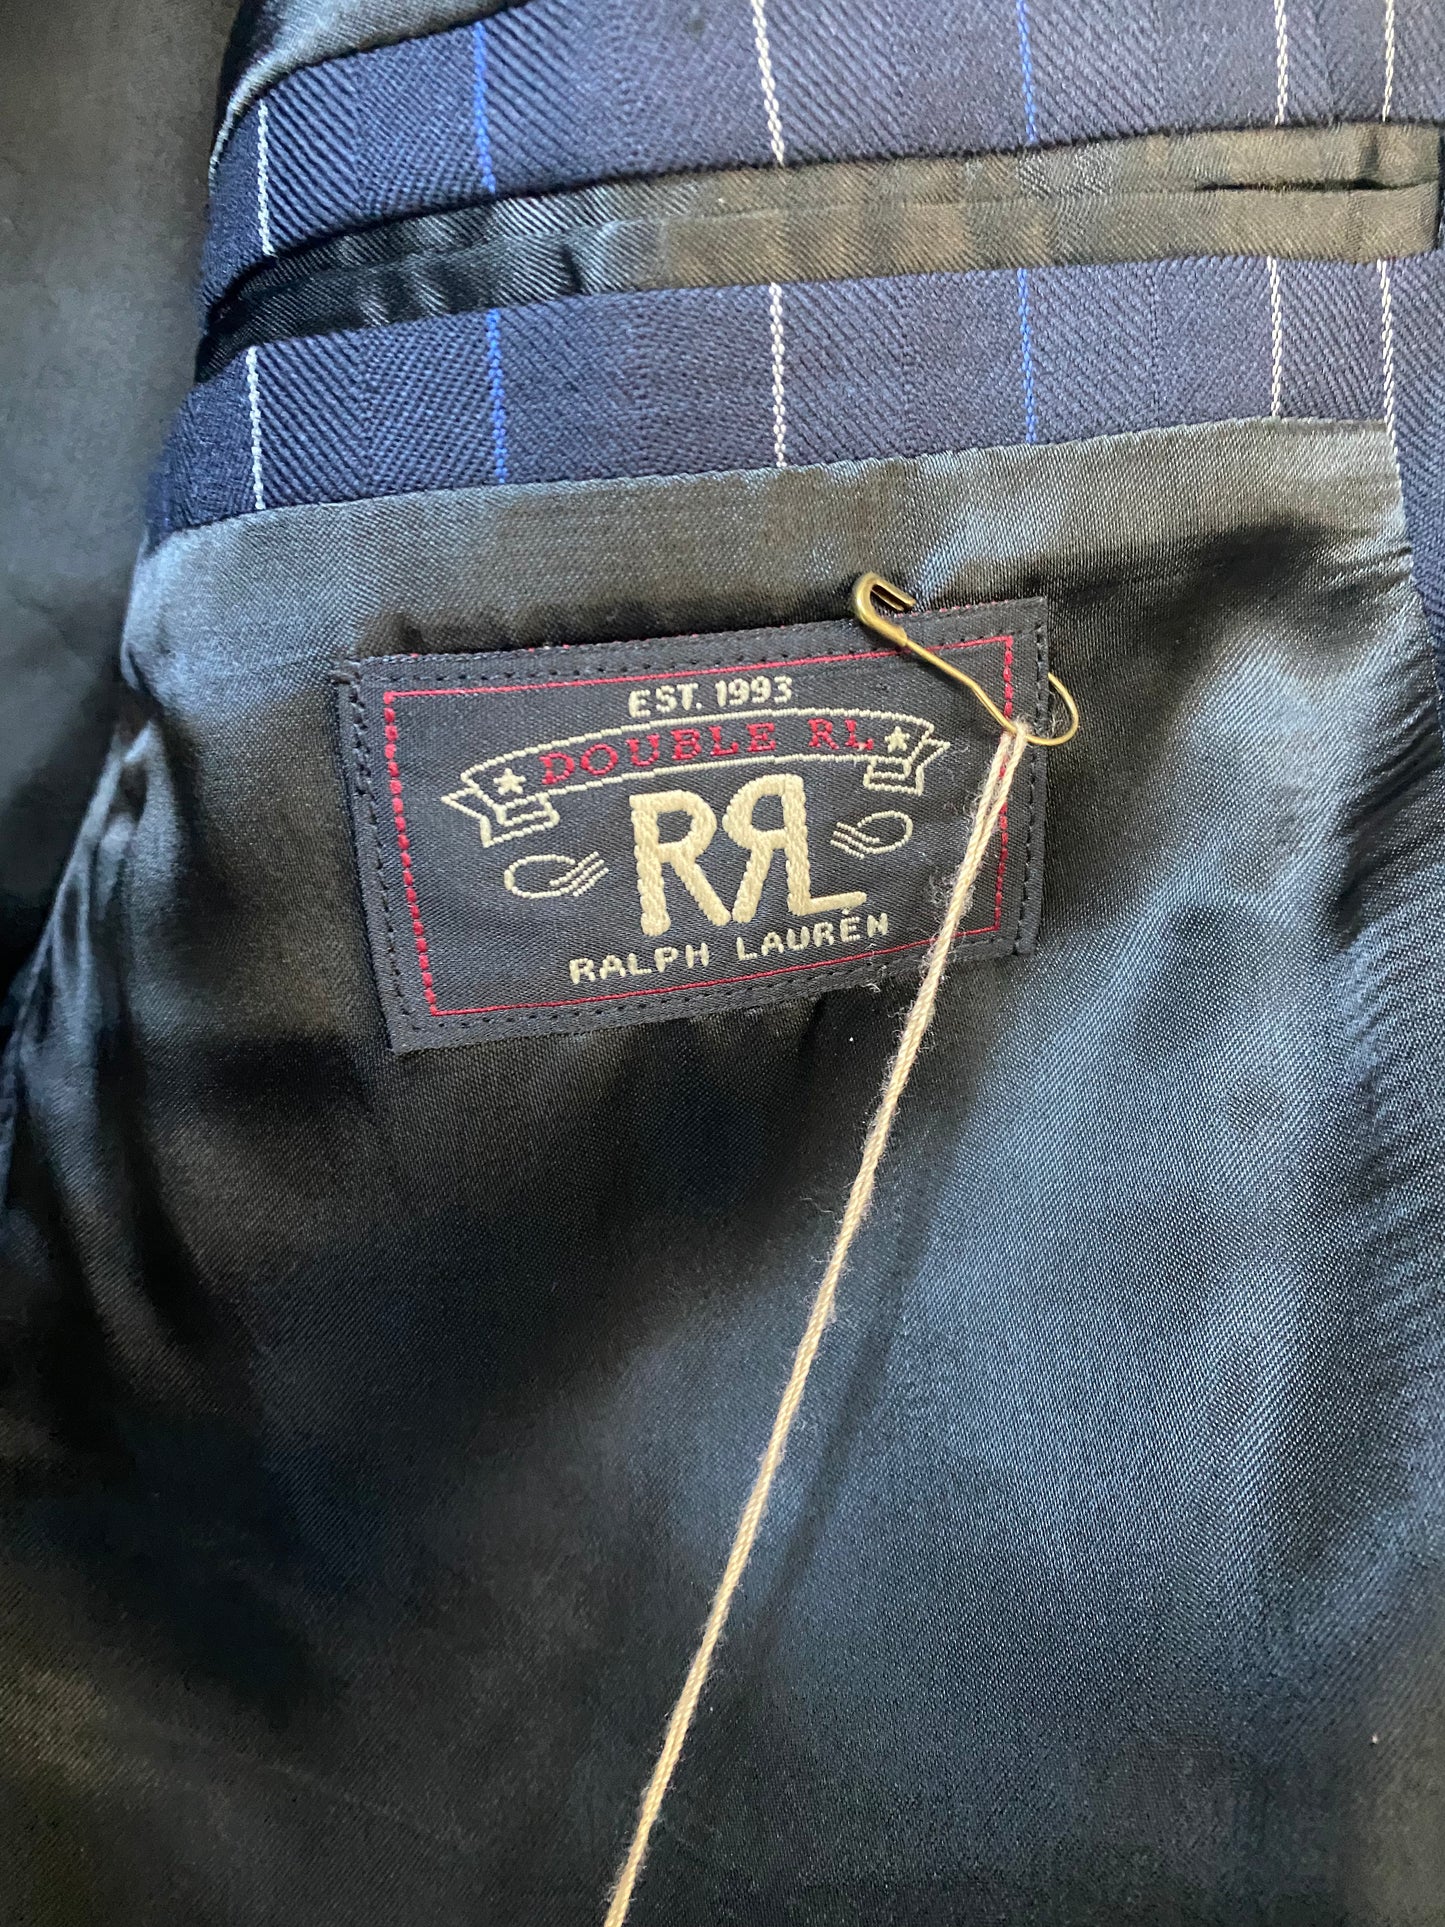 EST. 1993
DOUBLE RL
RRL
RALPH LAUREN